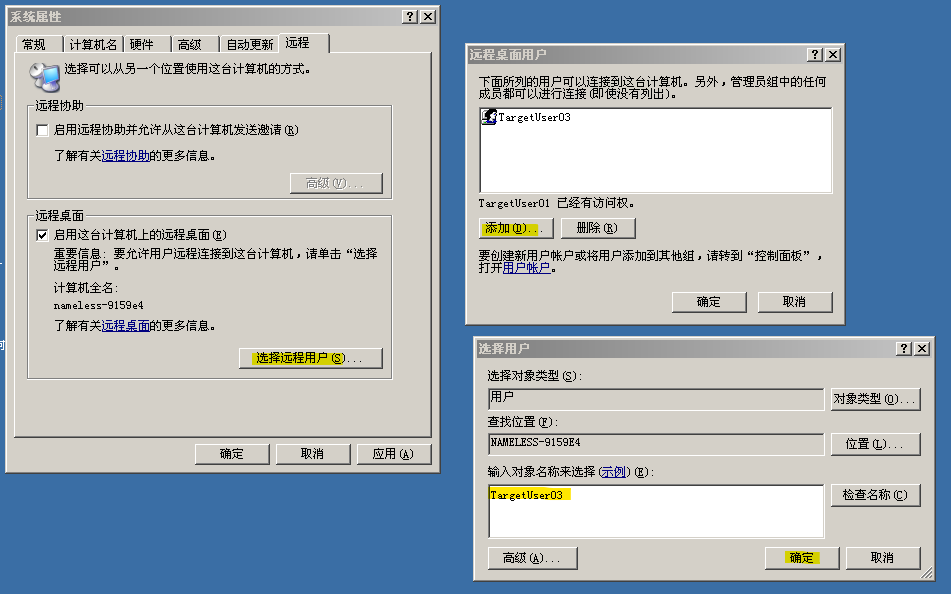 系统属性
常规 计算机名 硬件 高级 自动更新 远程
选择可以从另一个位置使用这台计算机的方式。
远程协助
启用远程协助并允许从这台计算机发送邀请(R)
了解有关远程协助的更多信息。
高级(V)...
远程桌面
启用这台计算机上的远程桌面(E)
重要信息: 要允许用户远程连接到这台计算机，请单击“选择
远程用户”。
计算机全名:
nameless-9159e4
了解有关远程桌面的更多信息。
选择远程用户(S)...
确定 取消 应用(A)
远程桌面用户
下面所列的用户可以连接到这台计算机。另外，管理员组中的任何
成员都可以进行连接(即使没有列出)。
TargetUser03
TargetUser01 已经有访问权。
添加(D)... 删除(R)
要创建新用户帐户或将用户添加到其他组，请转到“控制面板”，
打开用户帐户。
确定 取消
选择用户
选择对象类型(S):
用户
对象类型(O)...
查找位置(F):
NAMELESS-9159E4
位置(L)...
输入对象名称来选择(示例)(E):
TargetUser03
检查名称(C)
高级(A)...
确定 取消